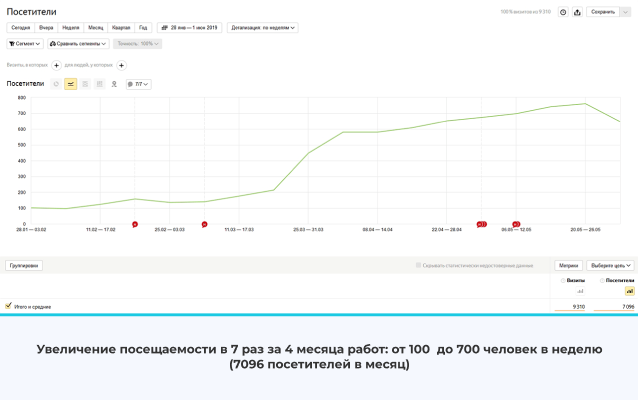 Посетители
100 % визитов из 9 310
Сохранить
Сегодня Вчера Неделя Месяц Квартал Год 28 янв — 1 июн 2019 Детализация: по неделям
Сегмент Сравнить сегменты Точность: 100%
Визиты, в которых + для людей, у которых +
Посетители 7/7
800
700
600
500
400
300
200
100
0
28.01 — 03.02 11.02 — 17.02 25.02 — 03.03 11.03 — 17.03 25.03 — 31.03 08.04 — 14.04 22.04 — 28.04 06.05 — 12.05 20.05 — 26.05
Группировки Скрывать статистически недостоверные данные Метрики Выберите цель
Визиты Посетители
Итого и средние 9 310 7 096
Увеличение посещаемости в 7 раз за 4 месяца работ: от 100 до 700 человек в неделю
(7096 посетителей в месяц)